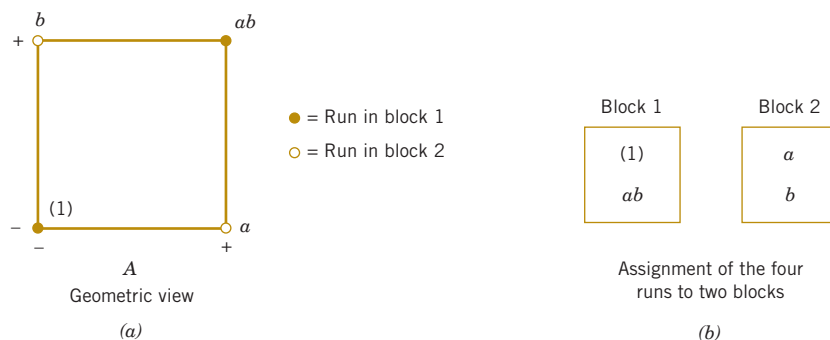 b
ab
+
= Run in block 1
= Run in block 2
(1)
–
a
–
+
A
Geometric view
(a)
Block 1
Block 2
(1)
a
ab
b
Assignment of the four
runs to two blocks
(b)